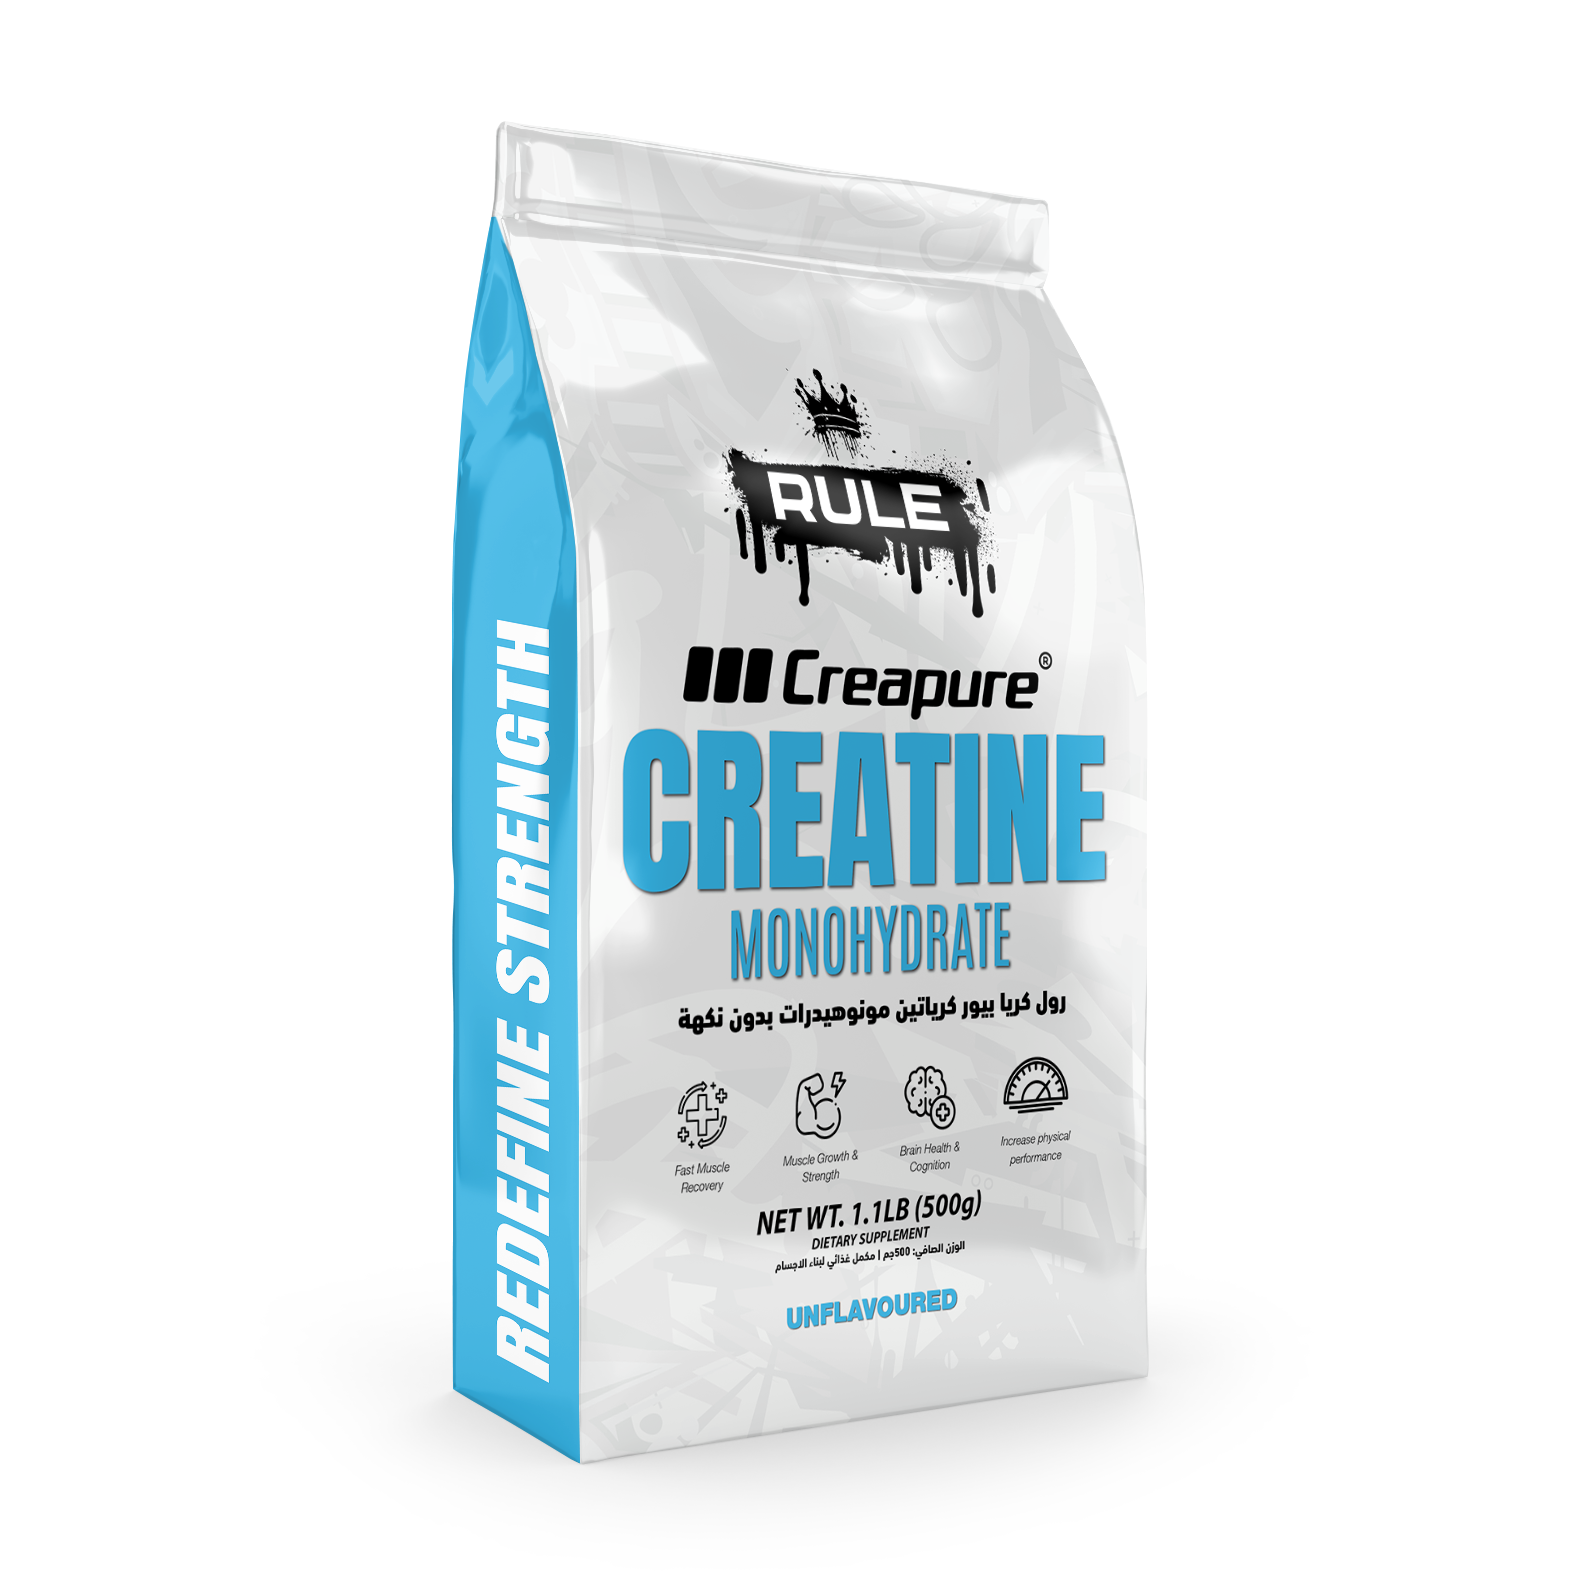 RULE
Creapure®
CREATINE
MONOHYDRATE
رول كريا بيور كرياتين مونوهيدرات بدون نكهة
Fast Muscle
Recovery
Muscle Growth &
Strength
Brain Health &
Cognition
Increase physical
performance
NET WT. 1.1LB (500g)
DIETARY SUPPLEMENT
الوزن الصافي: 500جم | مكمل غذائي لبناء الاجسام
UNFLAVOURED
REDEFINE STRENGTH